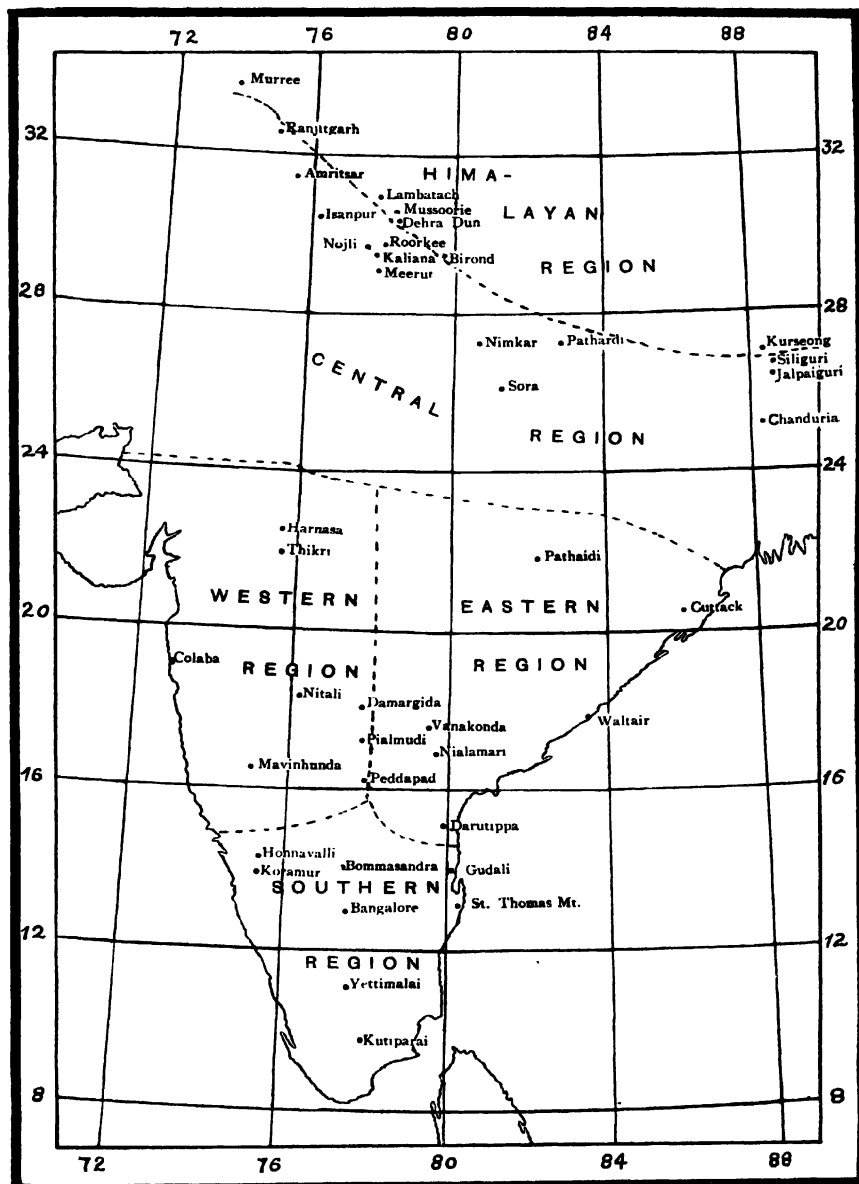 72 76 80 84 88
Murree
Ranjitgarh
32 32
HIMA-
Amritsar
Lambatach
Mussoorie
LAYAN
Isanpur
Dehra Dun
Nojli
Roorkee
Kaliana
Birond
REGION
Meerut
28 28
Nimkar
Pathardi
Kurseong
Siliguri
CENTRAL
Jalpaiguri
Sora
Chanduria
REGION
24 24
Harnasa
Thikri
Pathaidi
WESTERN
EASTERN
Cuttack
20 20
Colaba
REGION
REGION
Nitali
Damargida
Waltair
Vanakonda
Pialmudi
Nialamari
Mavinhunda
Peddapad
16 16
Darutippa
Honnavalli
Bommasandra
Gudali
Koramur
SOUTHERN
St. Thomas Mt.
Bangalore
12 12
REGION
Yettimalai
Kutiparai
8 8
72 76 80 84 88